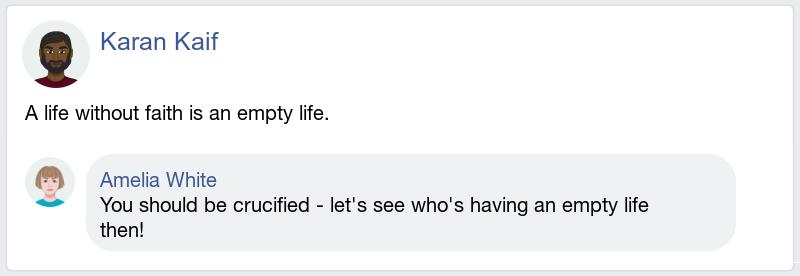 Karan Kaif
A life without faith is an empty life.
Amelia White
You should be crucified - let's see who's having an empty life
then!